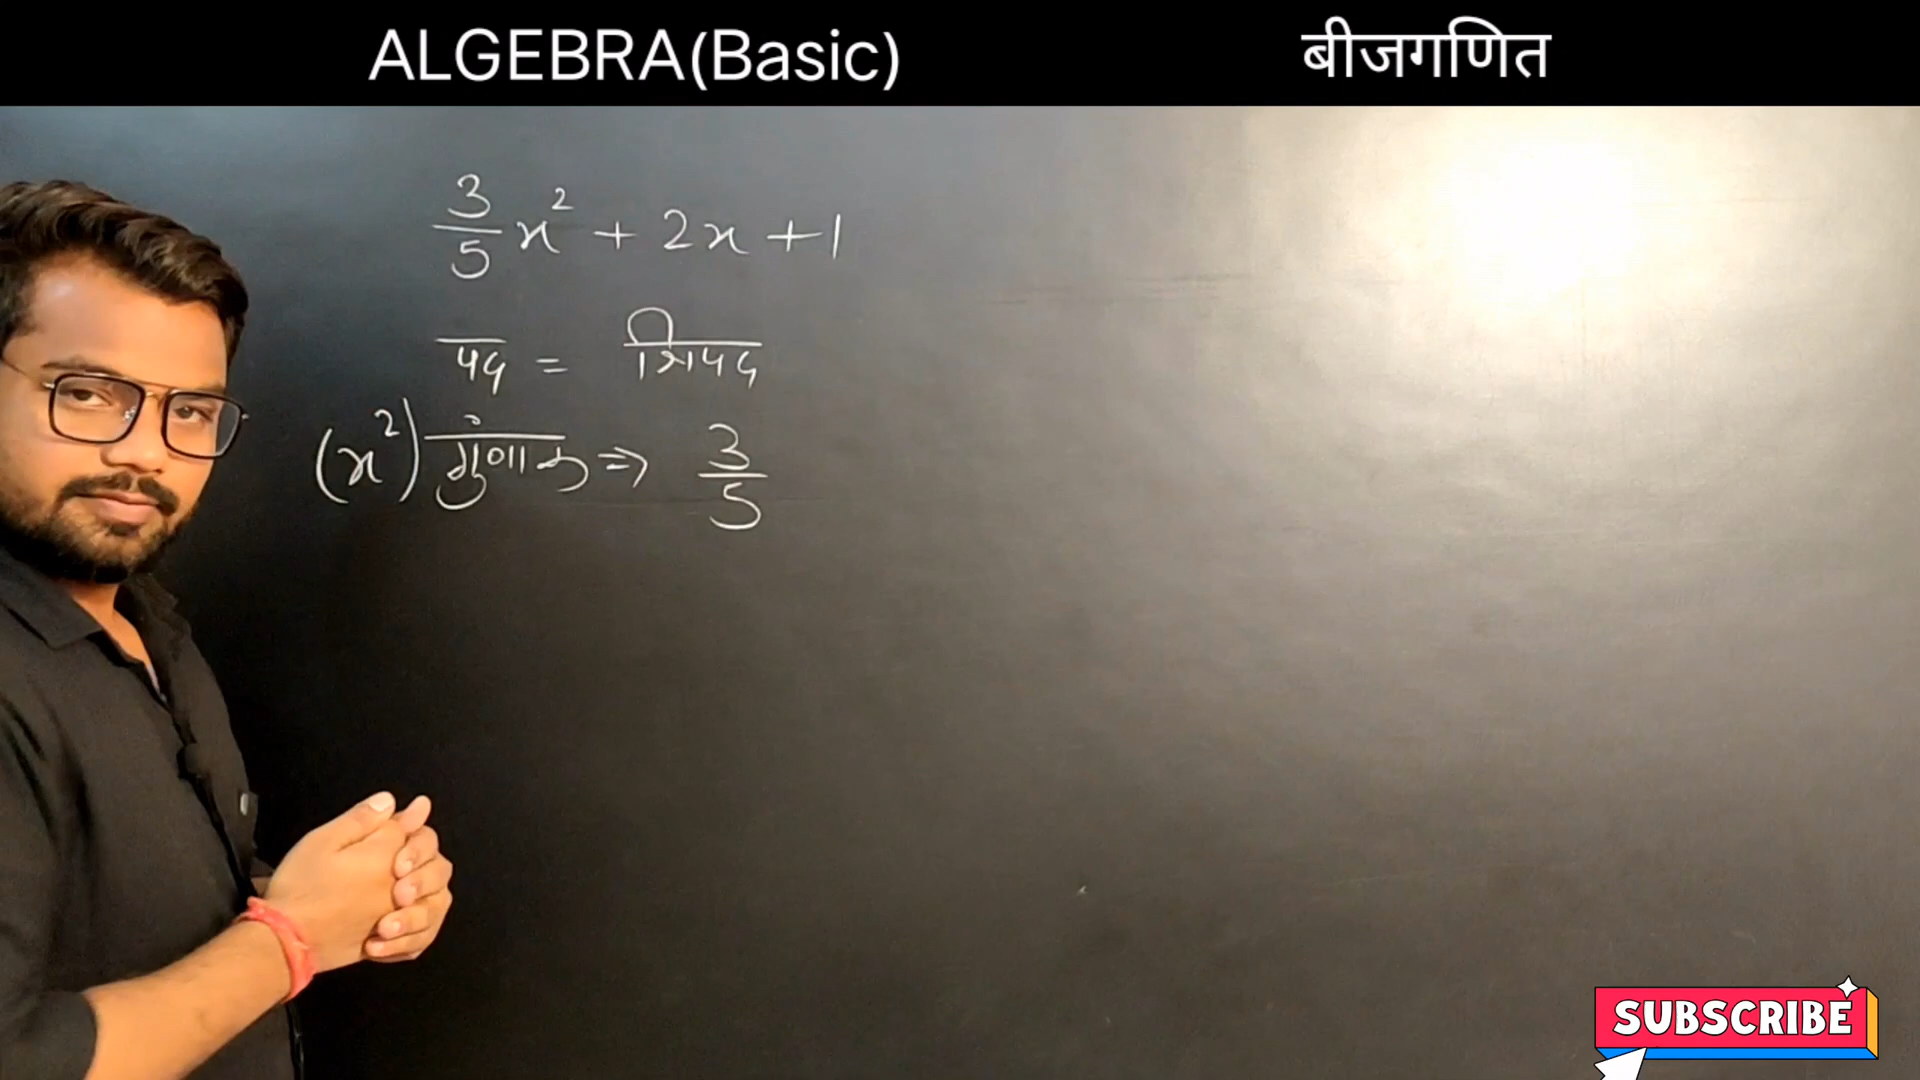 ALGEBRA(Basic) बीजगणित
3/5 x² + 2x + 1
पद = त्रिपद
(x²) गुणांक ⇒ 3/5
SUBSCRIBE